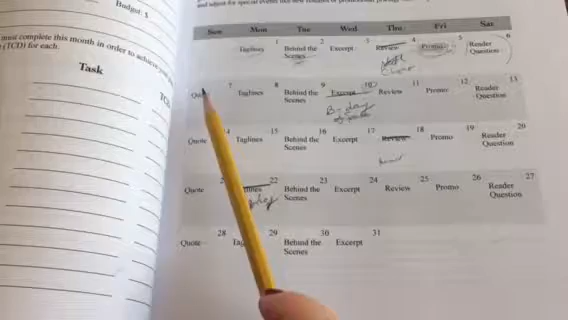 Budget: $
must complete this month in order to achieve
(TCD) for each.
Task
Sun Mon Tue Wed Thu Fri Sat
1 2 3 4 5 6
Taglines Behind the Scenes Excerpt Review Promo Reader Question
7 8 9 10 11 12 13
Taglines Behind the Scenes Excerpt Review Promo Reader Question
B-day
14 15 16 17 18 19 20
Quote Taglines Behind the Scenes Excerpt Review Promo Reader Question
22 23 24 25 26 27
Quote Behind the Scenes Excerpt Review Promo Reader Question
28 29 30 31
Quote Behind the Scenes Excerpt